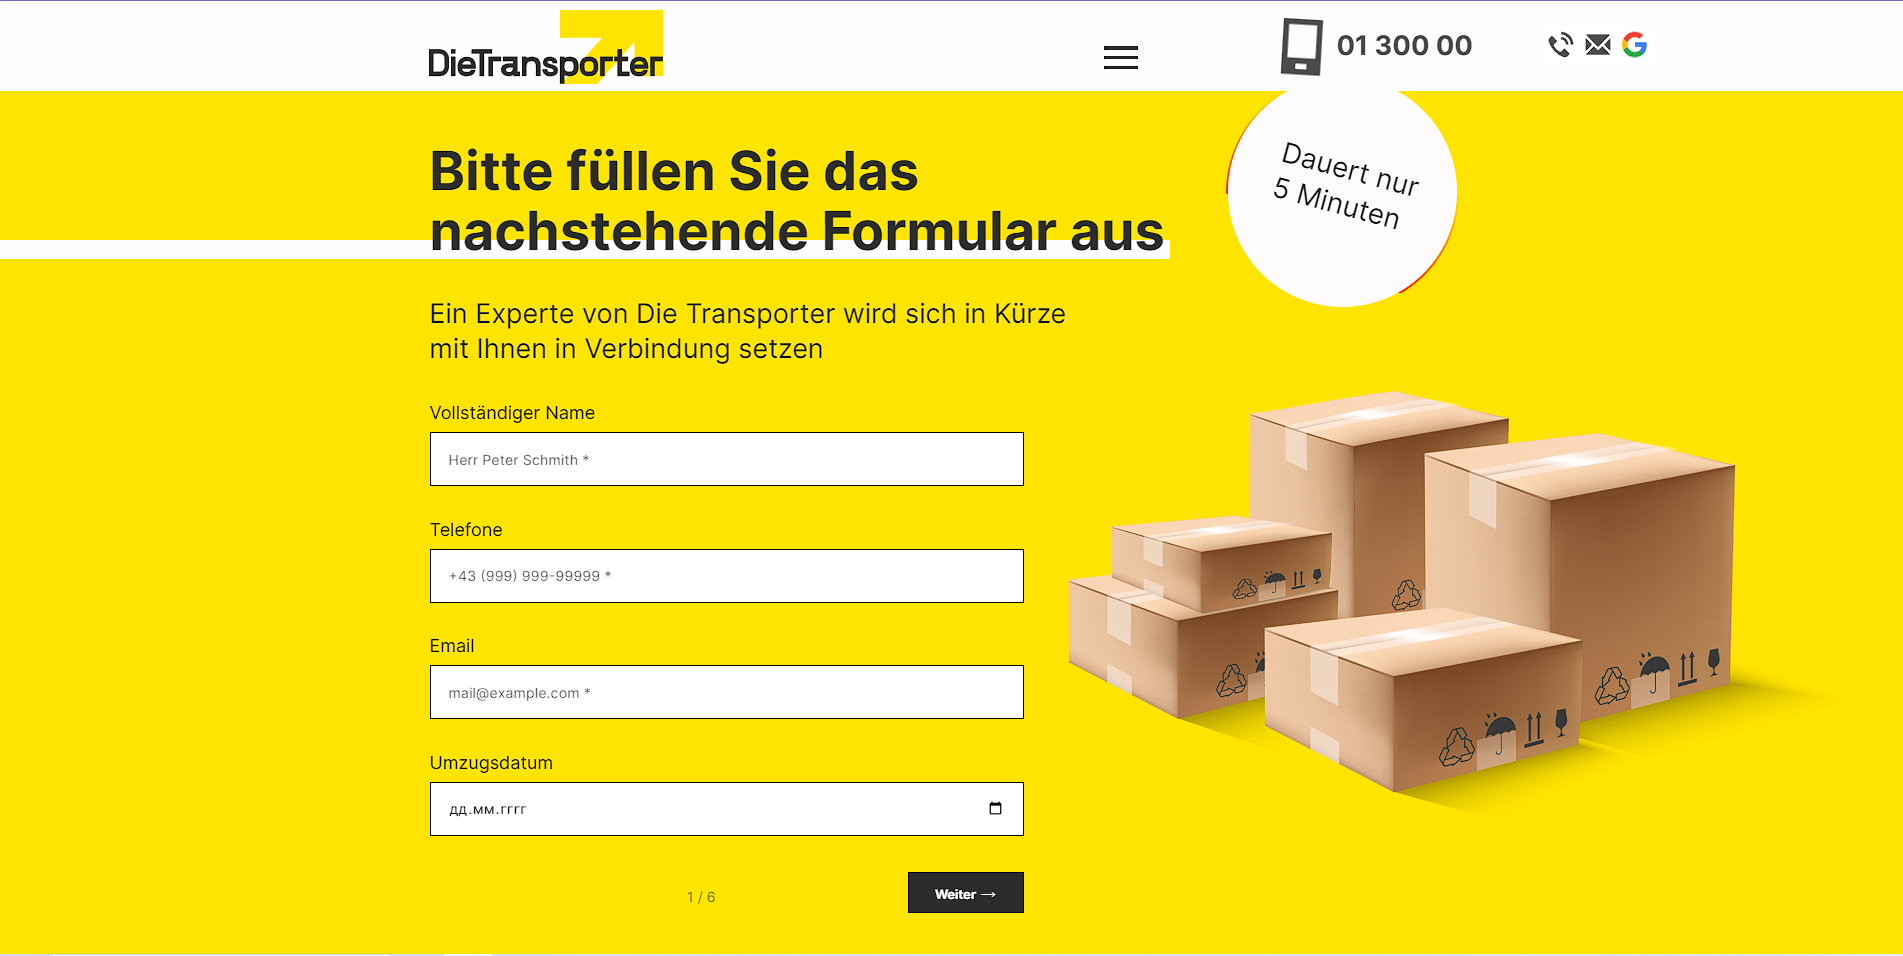 DieTransporter
01 300 00
Bitte füllen Sie das
nachstehende Formular aus
Dauert nur
5 Minuten
Ein Experte von Die Transporter wird sich in Kürze
mit Ihnen in Verbindung setzen
Vollständiger Name
Herr Peter Schmith *
Telefone
+43 (999) 999-99999 *
Email
mail@example.com *
Umzugsdatum
дд.мм.гггг
1 / 6
Weiter →